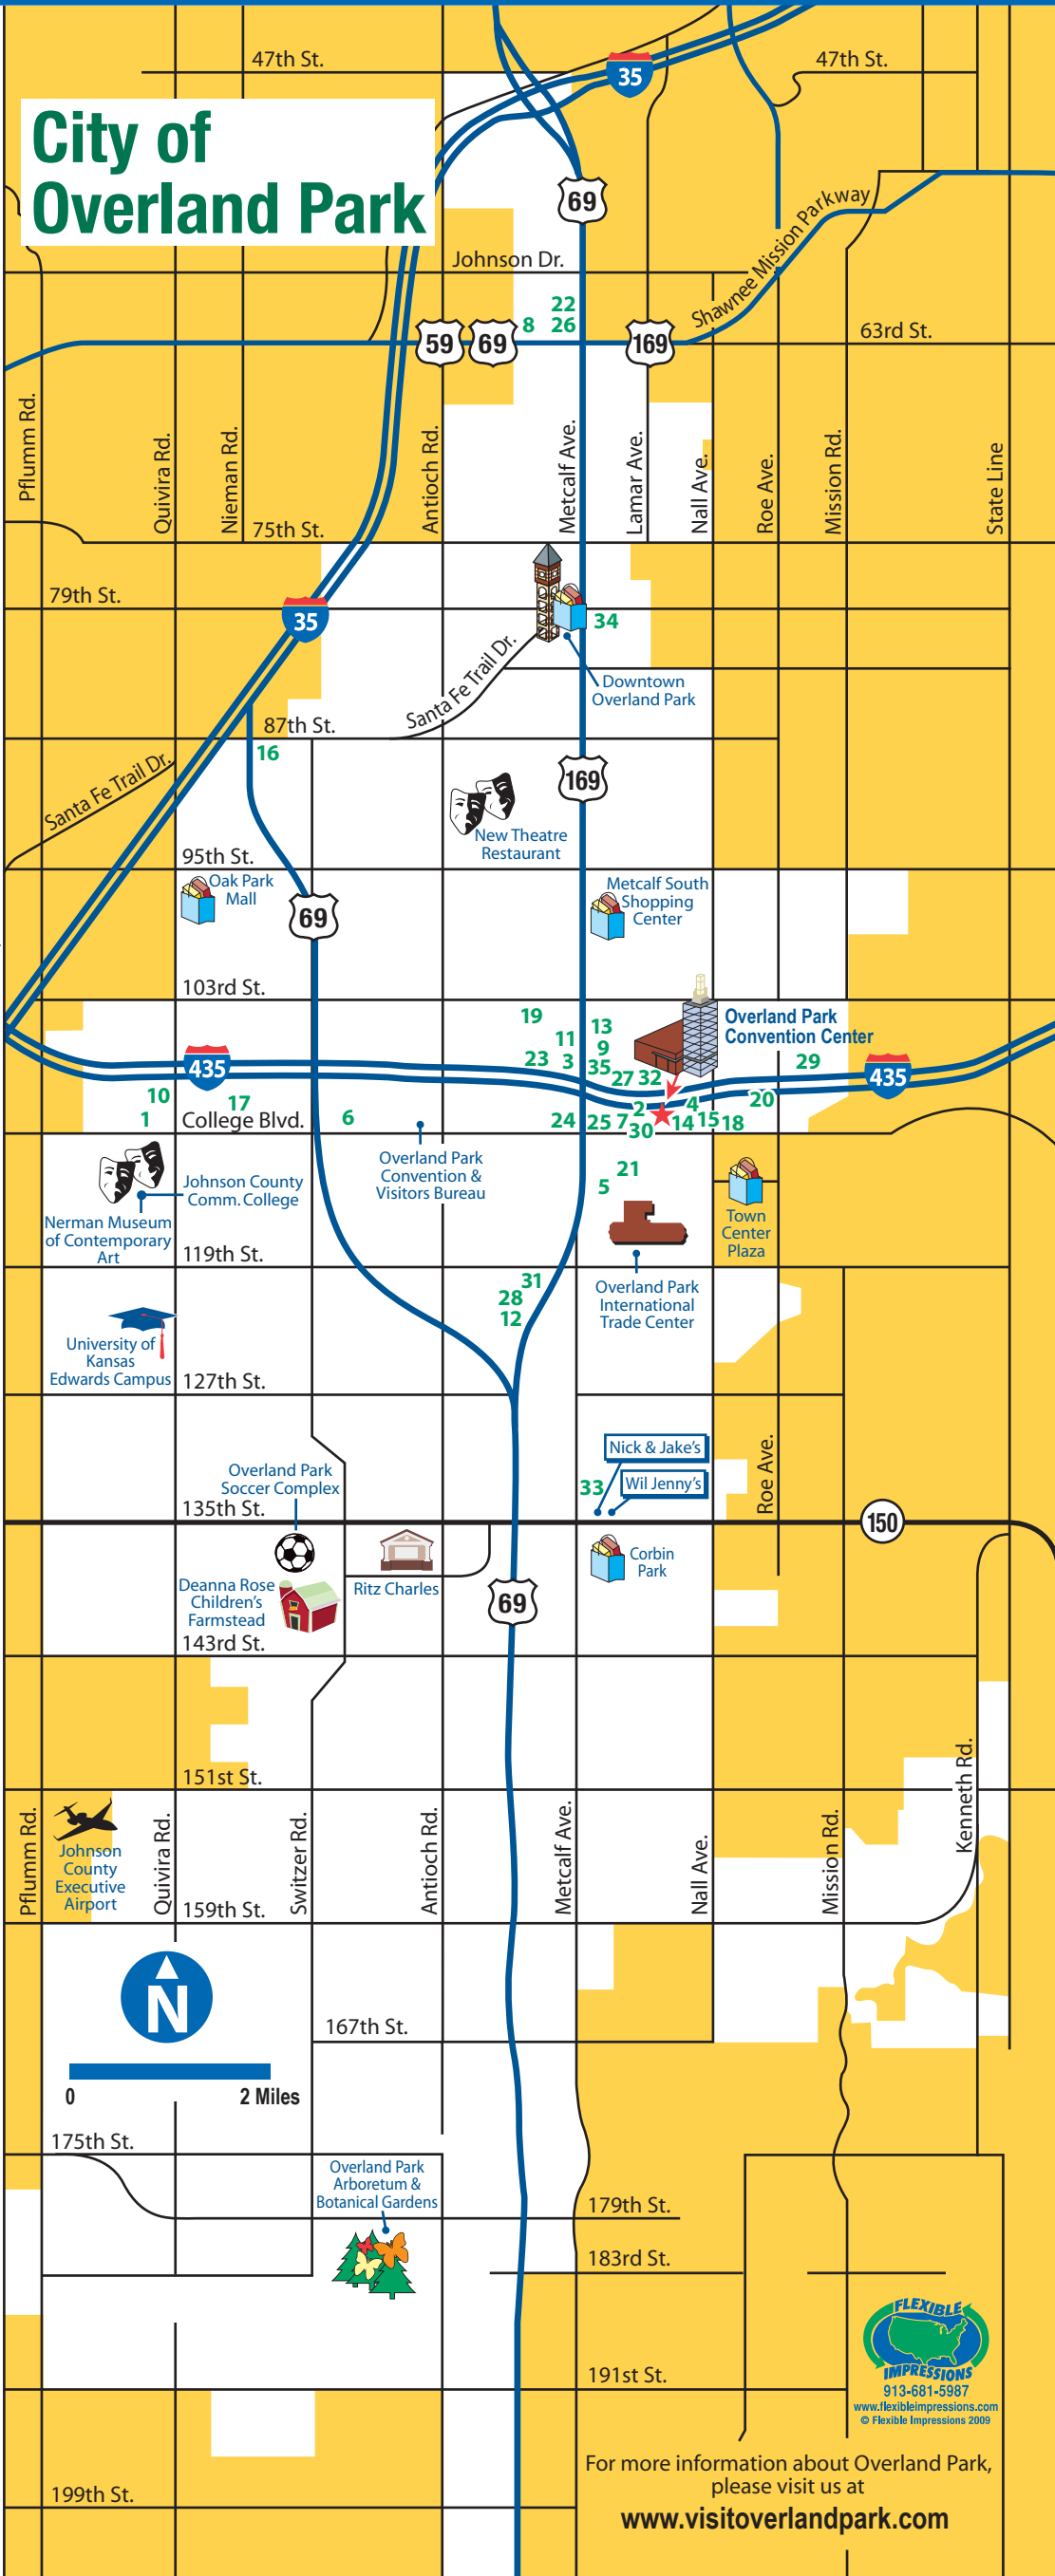 47th St.
47th St.
35
City of
Overland Park
69
Shawnee Mission Parkway
Johnson Dr.
22
8 26
59 69
169
63rd St.
Pflumm Rd.
Quivira Rd.
Nieman Rd.
Antioch Rd.
Metcalf Ave.
Lamar Ave.
Nall Ave.
Roe Ave.
Mission Rd.
State Line
75th St.
79th St.
35
34
Santa Fe Trail Dr.
Downtown
Overland Park
87th St.
16
Santa Fe Trail Dr.
169
New Theatre
Restaurant
95th St.
Oak Park
Mall
69
Metcalf South
Shopping
Center
103rd St.
19
13
11
9
23 3 35
27 32
Overland Park
Convention Center
29
435
435
10
17
1
College Blvd.
6
24 25 7 2
30
4
14 15 18
20
Overland Park
Convention &
Visitors Bureau
21
5
Johnson County
Comm. College
Nerman Museum
of Contemporary
Art
Town
Center
Plaza
119th St.
31
28
12
Overland Park
International
Trade Center
University of
Kansas
Edwards Campus
127th St.
Nick & Jake's
Wil Jenny's
33
Roe Ave.
Overland Park
Soccer Complex
135th St.
150
Corbin
Park
Ritz Charles
Deanna Rose
Children's
Farmstead
69
143rd St.
151st St.
Johnson
County
Executive
Airport
Pflumm Rd.
Quivira Rd.
Switzer Rd.
Antioch Rd.
Metcalf Ave.
Nall Ave.
Mission Rd.
Kenneth Rd.
159th St.
N
167th St.
0 2 Miles
175th St.
Overland Park
Arboretum &
Botanical Gardens
179th St.
183rd St.
FLEXIBLE
IMPRESSIONS
913-681-5987
www.flexibleimpressions.com
© Flexible Impressions 2009
191st St.
199th St.
For more information about Overland Park,
please visit us at
www.visitoverlandpark.com